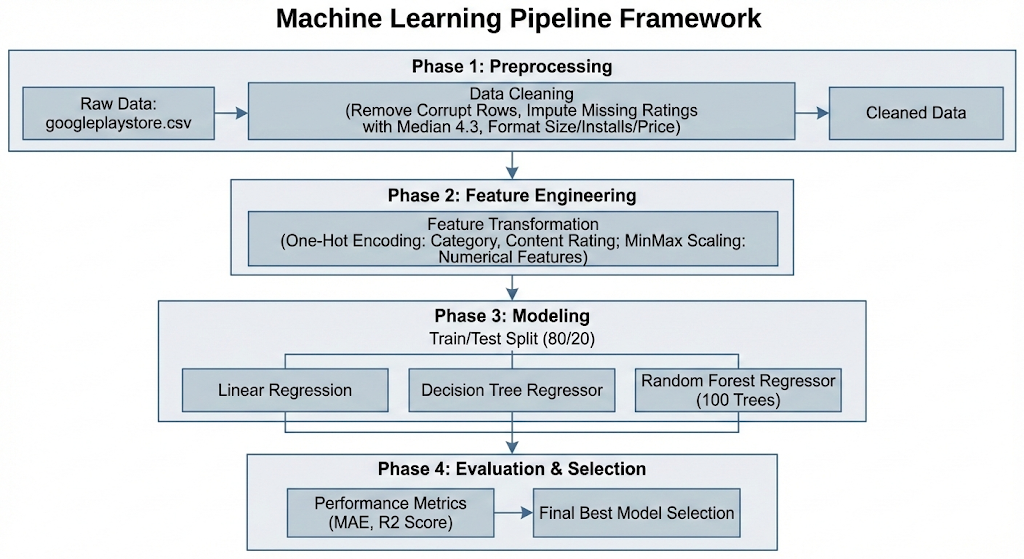 Machine Learning Pipeline Framework
Phase 1: Preprocessing
Raw Data:
googleplaystore.csv
Data Cleaning
(Remove Corrupt Rows, Impute Missing Ratings
with Median 4.3, Format Size/Installs/Price)
Cleaned Data
Phase 2: Feature Engineering
Feature Transformation
(One-Hot Encoding: Category, Content Rating; MinMax Scaling:
Numerical Features)
Phase 3: Modeling
Train/Test Split (80/20)
Linear Regression
Decision Tree Regressor
Random Forest Regressor
(100 Trees)
Phase 4: Evaluation & Selection
Performance Metrics
(MAE, R2 Score)
Final Best Model Selection